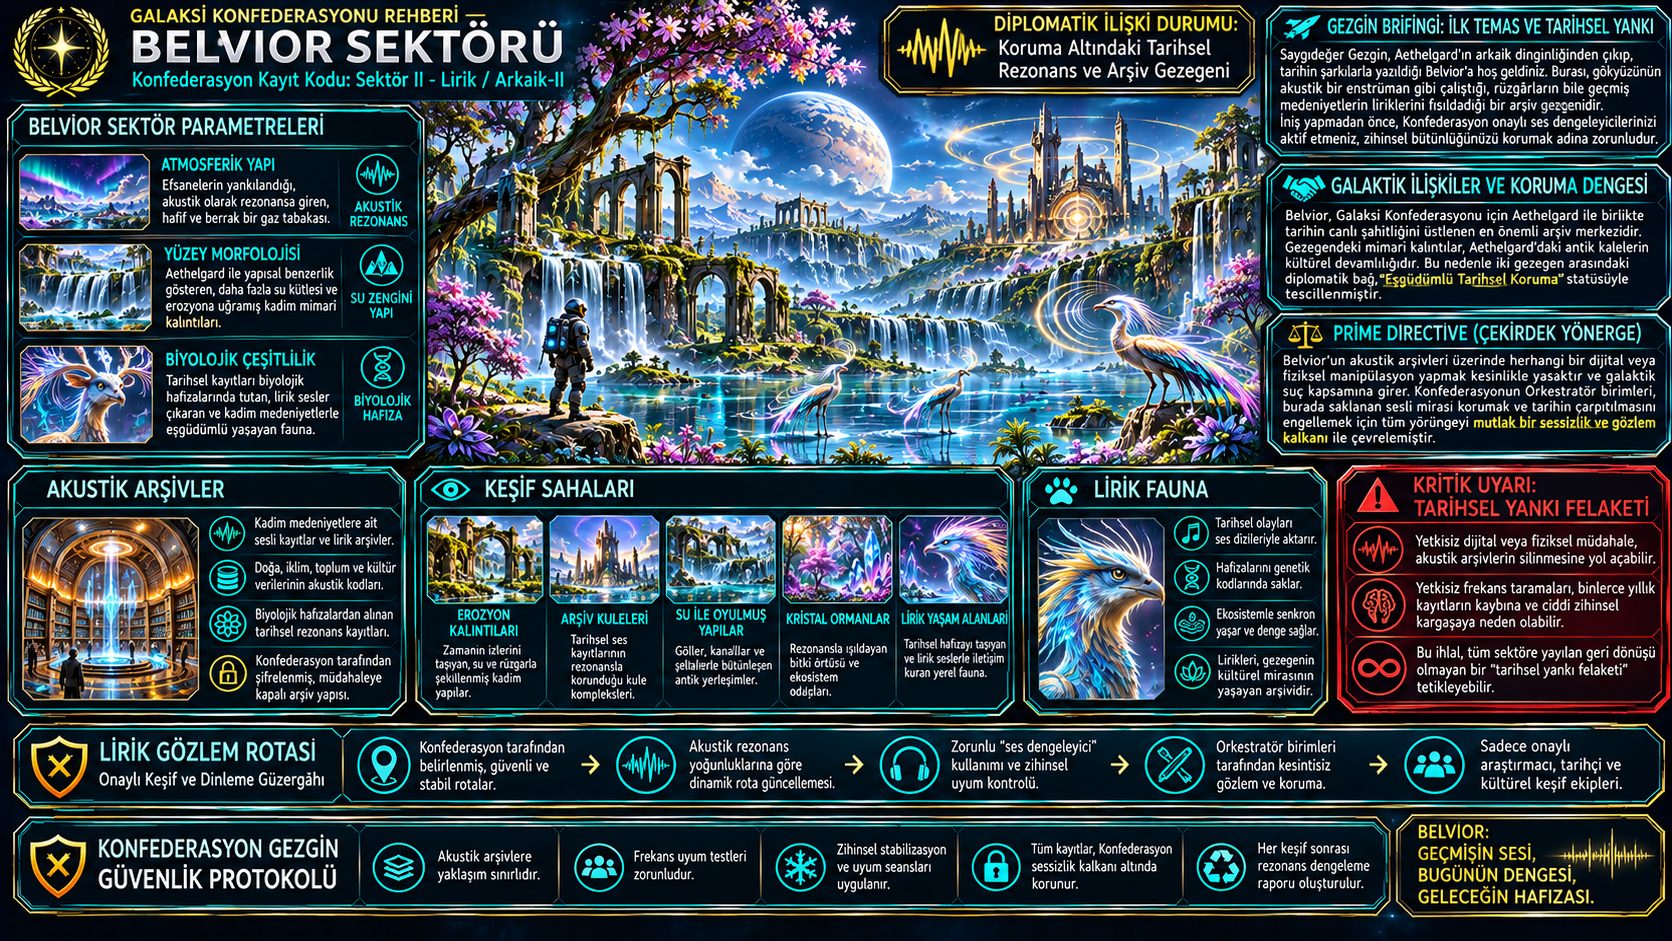 GALAKSİ KONFEDERASYONU REHBERİ —
BELVIOR SEKTÖRÜ
Konfederasyon Kayıt Kodu: Sektör II - Lirik / Arkaik-II
DİPLOMATİK İLİŞKİ DURUMU:
Koruma Altındaki Tarihsel
Rezonans ve Arşiv Gezegeni
GEZGİN BRİFİNGİ: İLK TEMAS VE TARİHSEL YANKI
Saygıdeğer Gezgin, Aethelgard'ın arkaik dinginliğinden çıkıp,
tarihin şarkılarla yazıldığı Belvior'a hoş geldiniz. Burası, gökyüzünün
akustik bir enstrüman gibi çaliştığı, rüzgârların bile geçmiş
medeniyetlerin liriklerini fısıldadığı bir arşiv gezgenidir.
İniş yapmadan önce, Konfederasyon onaylı ses dengeleyicilerinizi
aktif etmeniz, zihinsel bütünlüğünüzü korumak adına zorunludur.
BELVIOR SEKTÖR PARAMETRELERİ
ATMOSFERİK YAPI
Efsanelerin yankılandığı,
akustik olarak rezonansa giren,
hafif ve berrak bir gaz tabakası.
AKUSTİK
REZONANS
YÜZEY MORFOLOJİSİ
Aethelgard ile yapısal benzerlik
gösteren, daha fazla su kütlesi ve
erozyona uğramış kadim mimari
kalıntıları.
SU ZENGİNİ
YAPI
BİYOLOJİK ÇEŞİTLİLİK
Tarihsel kayıtları biyolojik
hafızalarında tutan, lirik sesler
çıkaran ve kadim medeniyetlerle
eşgüdümlü yaşayan fauna.
BİYOLOJİK
HAFIZA
GALAKTİK İLİŞKİLER VE KORUMA DENGESİ
Belvior, Galaksi Konfederasyonu için Aethelgard ile birlikte
tarihin canlı şahitliğini üstlenen en önemli arşiv merkezidir.
Gezegendeki mimari kalıntılar, Aethelgard'daki antik kalelerin
kültürel devamlılığıdır. Bu nedenle iki gezegen arasındaki
diplomatik bağ, "Eşgüdümlü Tarihsel Koruma" statüsüyle
tescillenmiştir.
PRİME DIRECTIVE (ÇEKİRDEK YÖNERGE)
Belvior'un akustik arşivleri üzerinde herhangi bir dijital veya
fiziksel manipülasyon yapmak kesinlikle yasaktır ve galaktik
suç kapsamına girer. Konfederasyonun Orkestratör birimleri,
burada saklanan sesli mirası korumak ve tarihin çarpıtılmasını
engellemek için tüm yörüngeyi mutlak bir sessizlik ve gözlem
kalkanı ile çevrelemiştir.
AKUSTİK ARŞİVLER
Kadim medeniyetlere ait
sesli kayıtlar ve lirik arşivler.
Doğa, iklim, toplum ve kültür
verilerinin akustik kodları.
Biyolojik hafızalardan alınan
tarihsel rezonans kayıtları.
Konfederasyon tarafından
şifrelenmiş, müdahaleye
kapalı arşiv yapısı.
KEŞİF SAHALARI
EROZYON
KALINTILARI
Zamanın izlerini
taşıyan, su ve rüzgarla
şekillenmiş kadim
yapılar.
ARŞİV KULELERİ
Tarihsel ses
kayıtlarının
rezonansla
korunduğu kule
kompleksleri.
SU İLE OYULMUŞ
YAPILAR
Göller, kanallar ve
şelalelerle bütünleşen
antik yerleşimler.
KRİSTAL ORMANLAR
Rezonansla ışıldayan
bitki örtüsü ve
ekosistem
odakları.
LİRİK YAŞAM ALANLARI
Tarihsel hafızayı taşıyan
ve lirik seslerle iletişim
kuran yerel fauna.
LİRİK FAUNA
Tarihsel olayları
ses dizileriyle aktarır.
Hafızalarını genetik
kodlarında saklar.
Ekosistemle senkron
yaşar ve denge sağlar.
Lirikleri, gezegenin
kültürel mirasının
yaşayan arşividir.
KRİTİK UYARI:
TARİHSEL YANKI FELAKETİ
Yetkisiz dijital veya fiziksel müdahale,
akustik arşivlerin silinmesine yol açabilir.
Yetkisiz frekans taramaları, binlerce yıllık
kayıtların kaybına ve ciddi zihinsel
kargaşaya neden olabilir.
Bu ihlal, tüm sektöre yayılan geri dönüşü
olmayan bir "tarihsel yankı felaketi"
tetikleyebilir.
LİRİK GÖZLEM ROTASI
Onaylı Keşif ve Dinleme Güzergâhı
Konfederasyon tarafından
belirlenmiş, güvenli ve
stabil rotalar.
Akustik rezonans
yoğunluklarına göre
dinamik rota güncellemesi.
Zorunlu "ses dengeleyici"
kullanımı ve zihinsel
uyum kontrolü.
Orkestratör birimleri
tarafından kesintisiz
gözlem ve koruma.
Sadece onaylı
araştırmacı, tarihçi ve
kültürel keşif ekipleri.
KONFEDERASYON GEZGİN
GÜVENLİK PROTOKOLÜ
Akustik arşivlere
yaklaşım sınırlıdır.
Frekans uyum testleri
zorunludur.
Zihinsel stabilizasyon
ve uyum seansları
uygulanır.
Tüm kayıtlar, Konfederasyon
sessizlik kalkanı altında
korunur.
Her keşif sonrası
rezonans dengeleme
raporu oluşturulur.
BELVIOR:
GEÇMİŞİN SESİ,
BUGÜNÜN DENGESİ,
GELECEĞİN HAFIZASI.